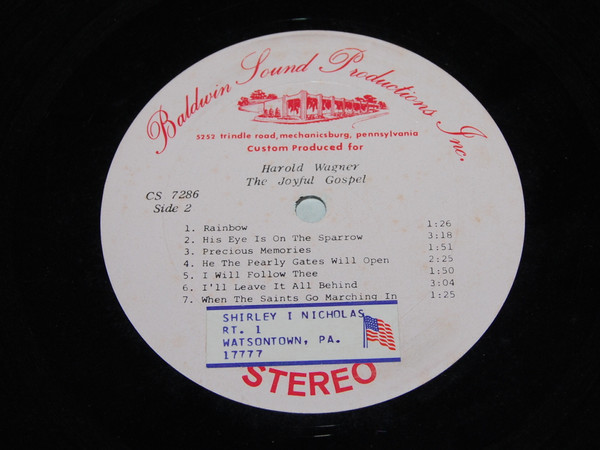 Baldwin Sound Productions Inc.
5253 trindle road, mechanicsburg, pennsylvania
Custom Produced for
Harold Wagner
The Joyful Gospel
CS 7286
Side 2
1. Rainbow 1:26
2. His Eye Is On The Sparrow 3:18
3. Precious Memories 1:51
4. He The Pearly Gates Will Open 2:25
5. I Will Follow Thee 1:50
6. I'll Leave It All Behind 3:04
7. When The Saints Go Marching In 1:25
SHIRLEY I NICHOLAS
RT. 1
WATSONTOWN, PA.
17777
STEREO